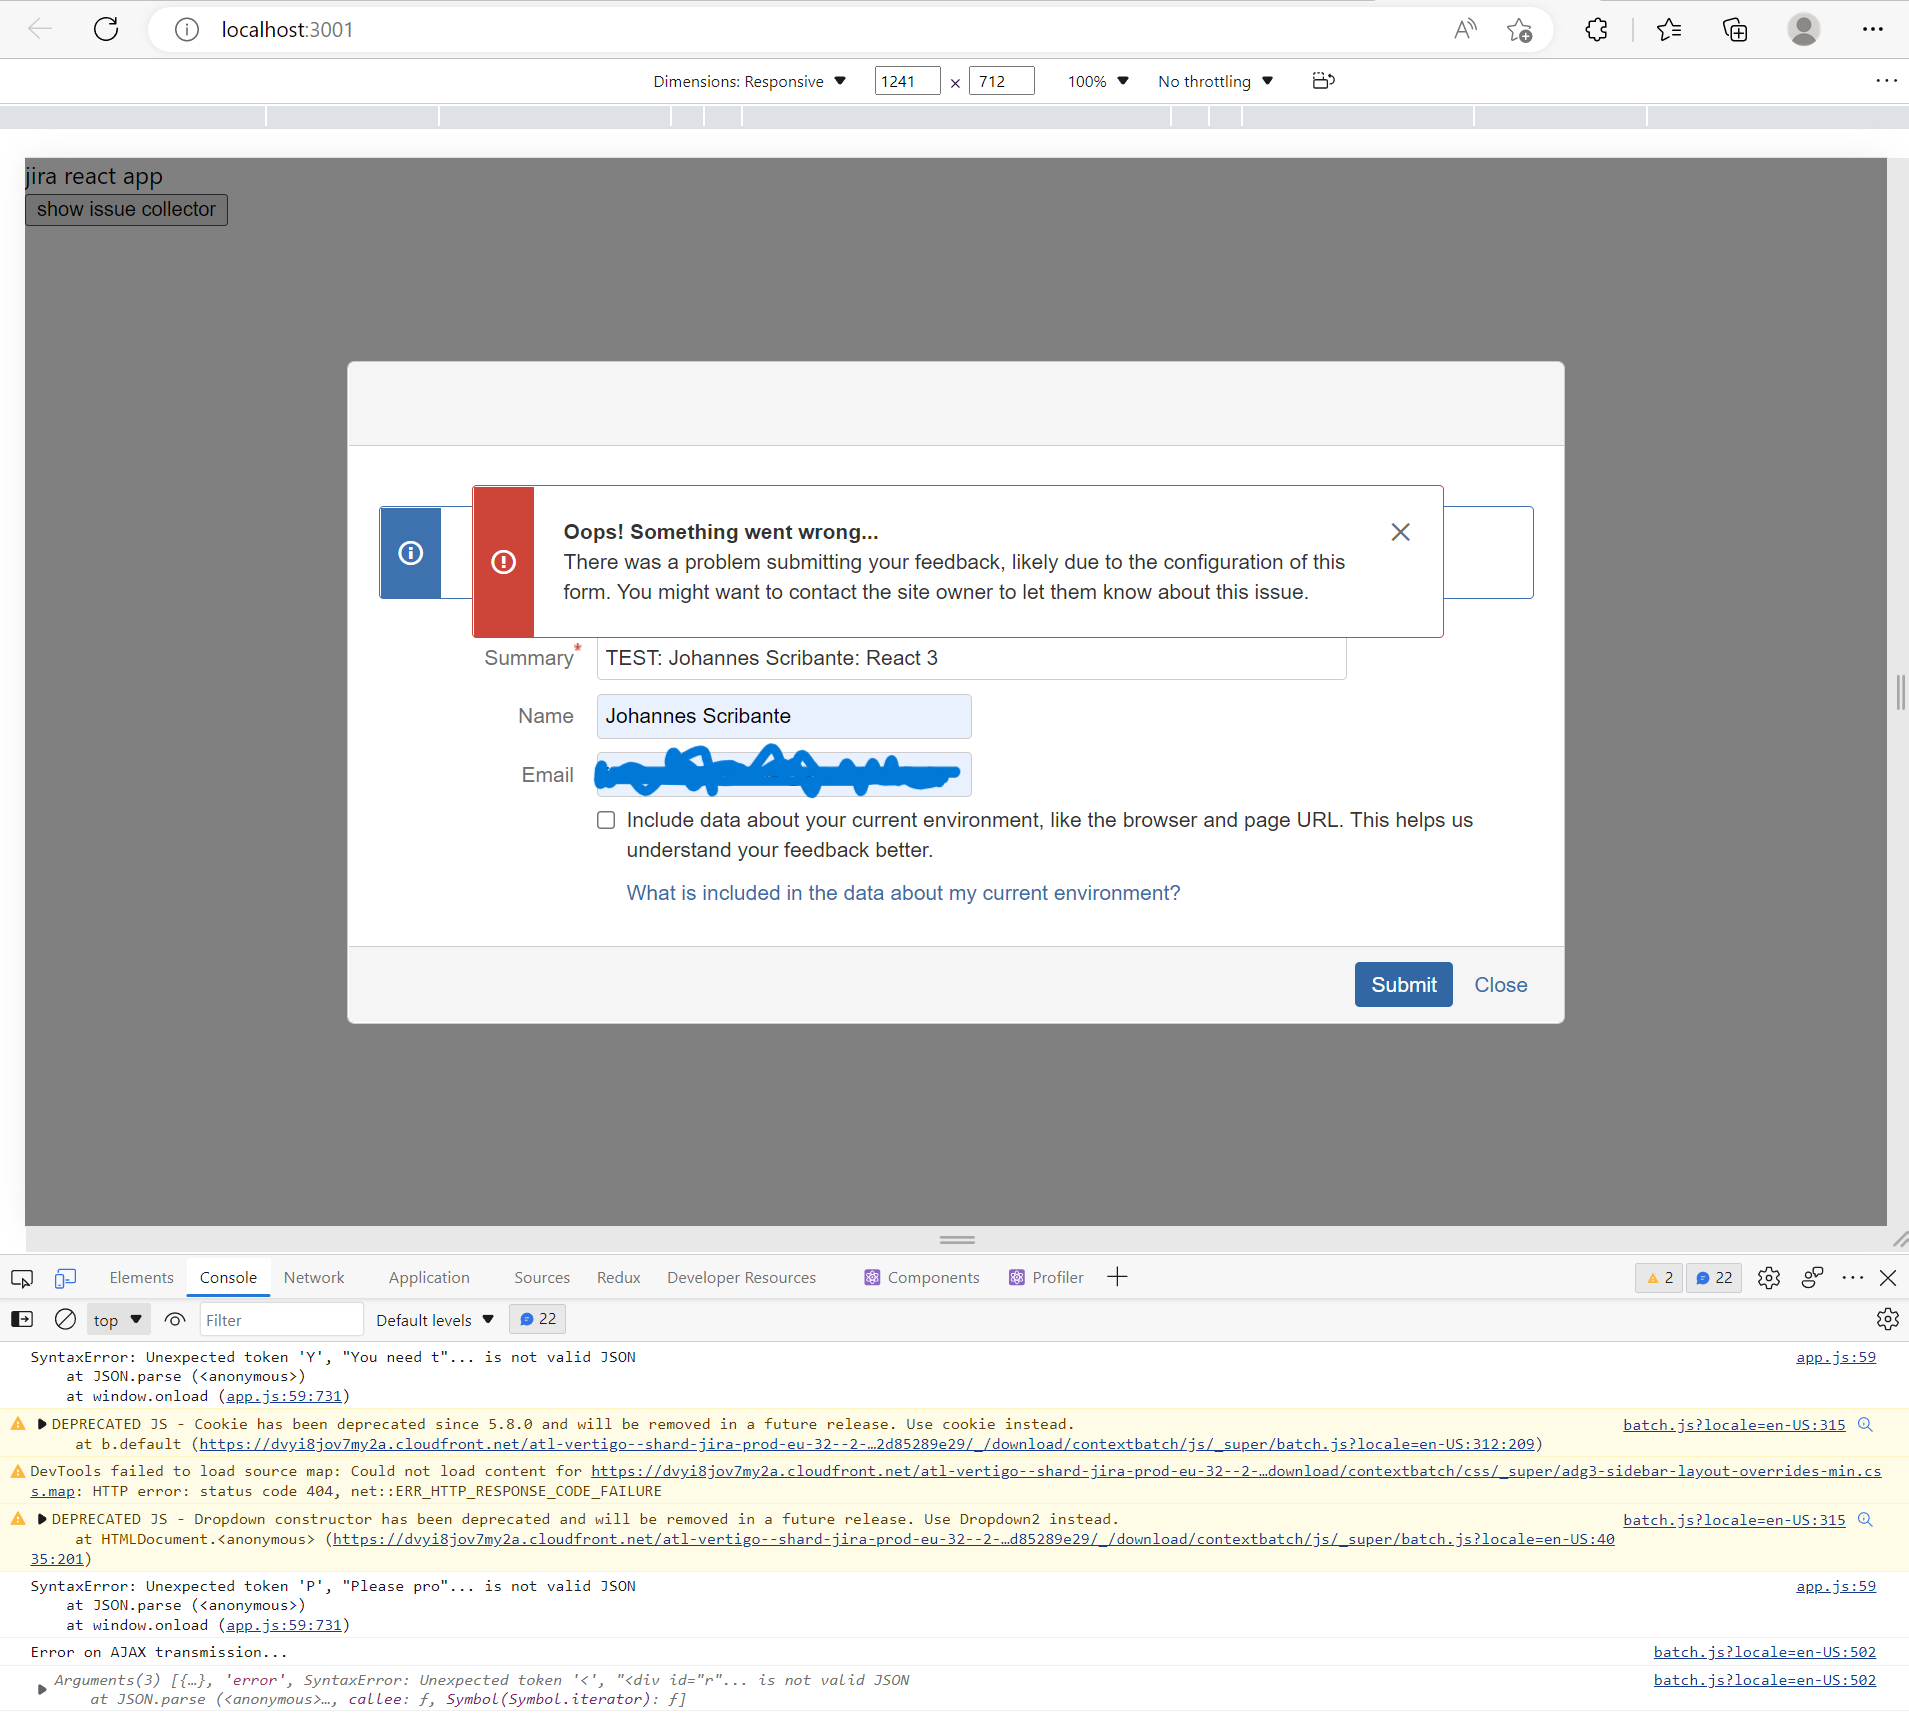 localhost:3001
Dimensions: Responsive 1241 × 712 100% No throttling
jira react app
show issue collector
Oops! Something went wrong...
There was a problem submitting your feedback, likely due to the configuration of this
form. You might want to contact the site owner to let them know about this issue.
Summary* TEST: Johannes Scribante: React 3
Name Johannes Scribante
Email
Include data about your current environment, like the browser and page URL. This helps us
understand your feedback better.
What is included in the data about my current environment?
Submit Close
Elements Console Network Application Sources Redux Developer Resources Components Profiler 2 22
top Filter Default levels 22
SyntaxError: Unexpected token 'Y', "You need t"... is not valid JSON app.js:59
at JSON.parse (<anonymous>)
at window.onload (app.js:59:731)
DEPRECATED JS - Cookie has been deprecated since 5.8.0 and will be removed in a future release. Use cookie instead. batch.js?locale=en-US:315
at b.default (https://dvyi8jov7my2a.cloudfront.net/atl-vertigo--shard-jira-prod-eu-32--2-…2d85289e29/_/download/contextbatch/js/_super/batch.js?locale=en-US:312:209)
DevTools failed to load source map: Could not load content for https://dvyi8jov7my2a.cloudfront.net/atl-vertigo--shard-jira-prod-eu-32--2-…download/contextbatch/css/_super/adg3-sidebar-layout-overrides-min.cs
s.map: HTTP error: status code 404, net::ERR_HTTP_RESPONSE_CODE_FAILURE
DEPRECATED JS - Dropdown constructor has been deprecated and will be removed in a future release. Use Dropdown2 instead. batch.js?locale=en-US:315
at HTMLDocument.<anonymous> (https://dvyi8jov7my2a.cloudfront.net/atl-vertigo--shard-jira-prod-eu-32--2-…d85289e29/_/download/contextbatch/js/_super/batch.js?locale=en-US:40
35:201)
SyntaxError: Unexpected token 'P', "Please pro"... is not valid JSON app.js:59
at JSON.parse (<anonymous>)
at window.onload (app.js:59:731)
Error on AJAX transmission... batch.js?locale=en-US:502
Arguments(3) [{…}, 'error', SyntaxError: Unexpected token '<', "<div id="r"... is not valid JSON batch.js?locale=en-US:502
at JSON.parse (<anonymous>…, callee: ƒ, Symbol(Symbol.iterator): ƒ]